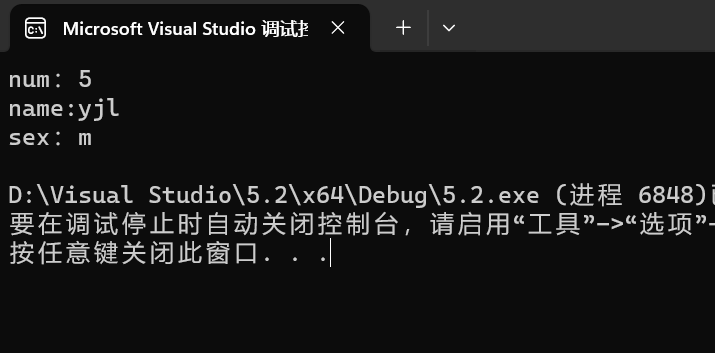 Microsoft Visual Studio 调试
num: 5
name:yjl
sex: m
D:\Visual Studio\5.2\x64\Debug\5.2.exe (进程 6848)
要在调试停止时自动关闭控制台，请启用“工具”->“选项”-
按任意键关闭此窗口. . .